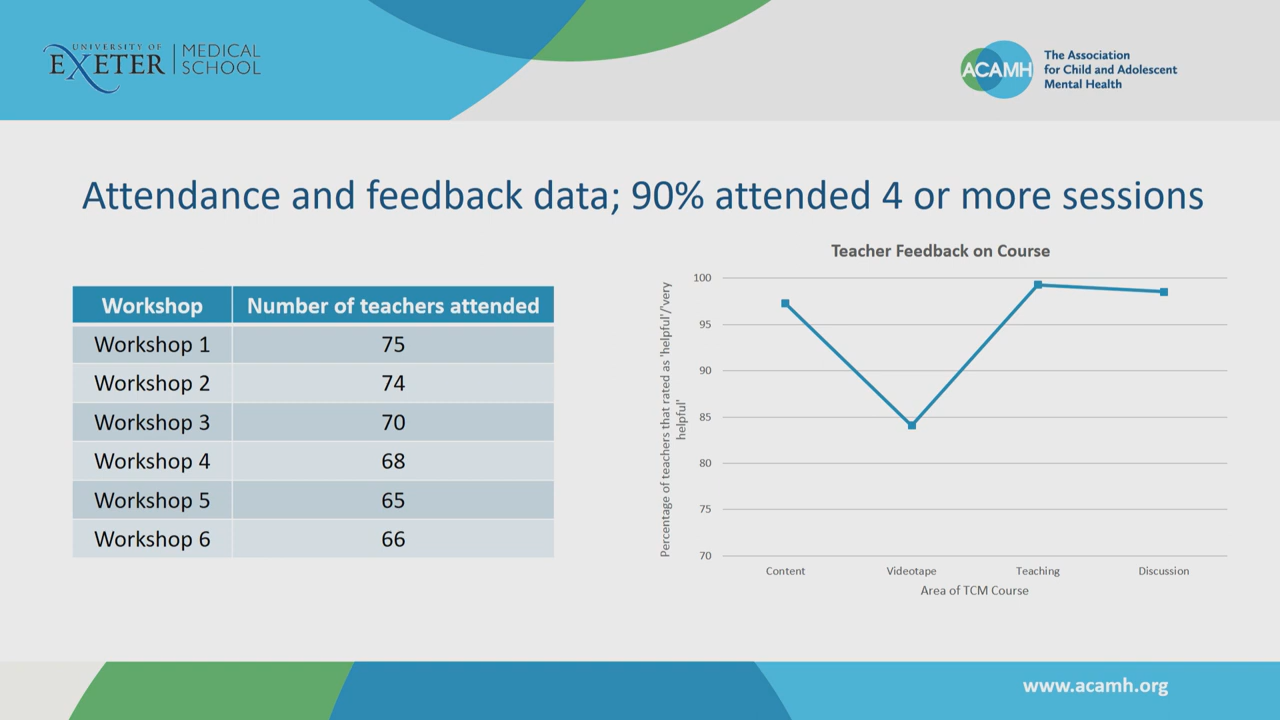 UNIVERSITY OF
EXETER
MEDICAL
SCHOOL
ACAMH
The Association
for Child and Adolescent
Mental Health
Attendance and feedback data; 90% attended 4 or more sessions
Workshop Number of teachers attended
Workshop 1 75
Workshop 2 74
Workshop 3 70
Workshop 4 68
Workshop 5 65
Workshop 6 66
Teacher Feedback on Course
Percentage of teachers that rated as 'helpful'/'very
helpful'
100
95
90
85
80
75
70
Content Videotape Teaching Discussion
Area of TCM Course
www.acamh.org